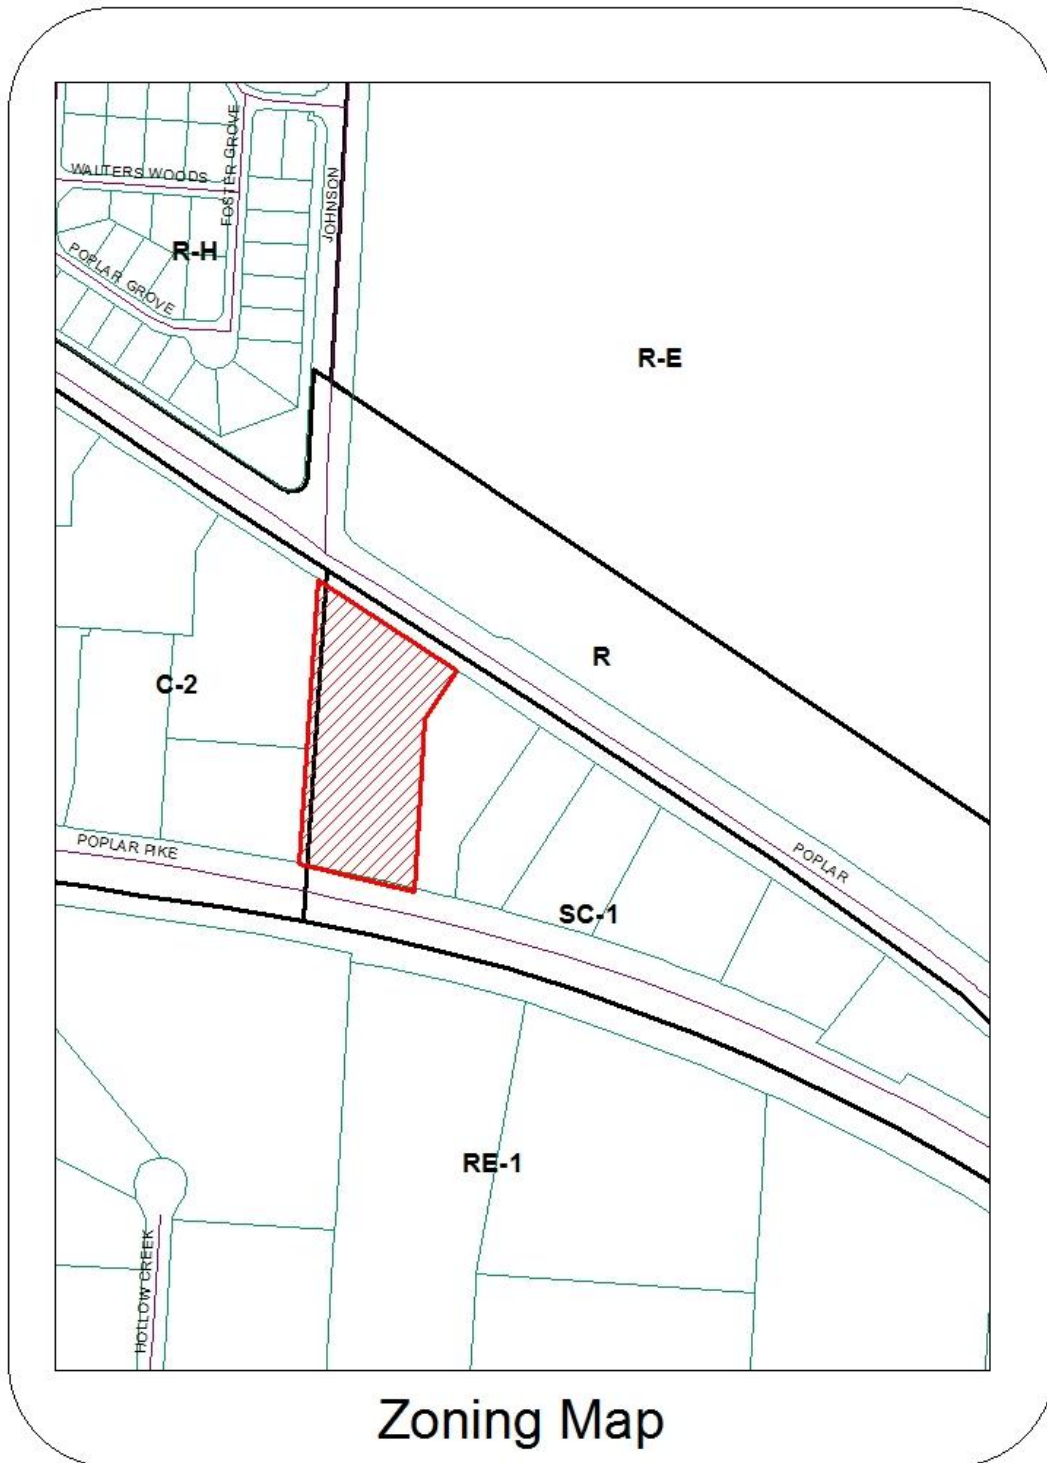 FOSTER GROVE
WALTERS WOODS
JOHNSON
R-H
POPLAR GROVE
R-E
R
C-2
POPLAR PIKE
POPLAR
SC-1
RE-1
HOLLOW CREEK
Zoning Map